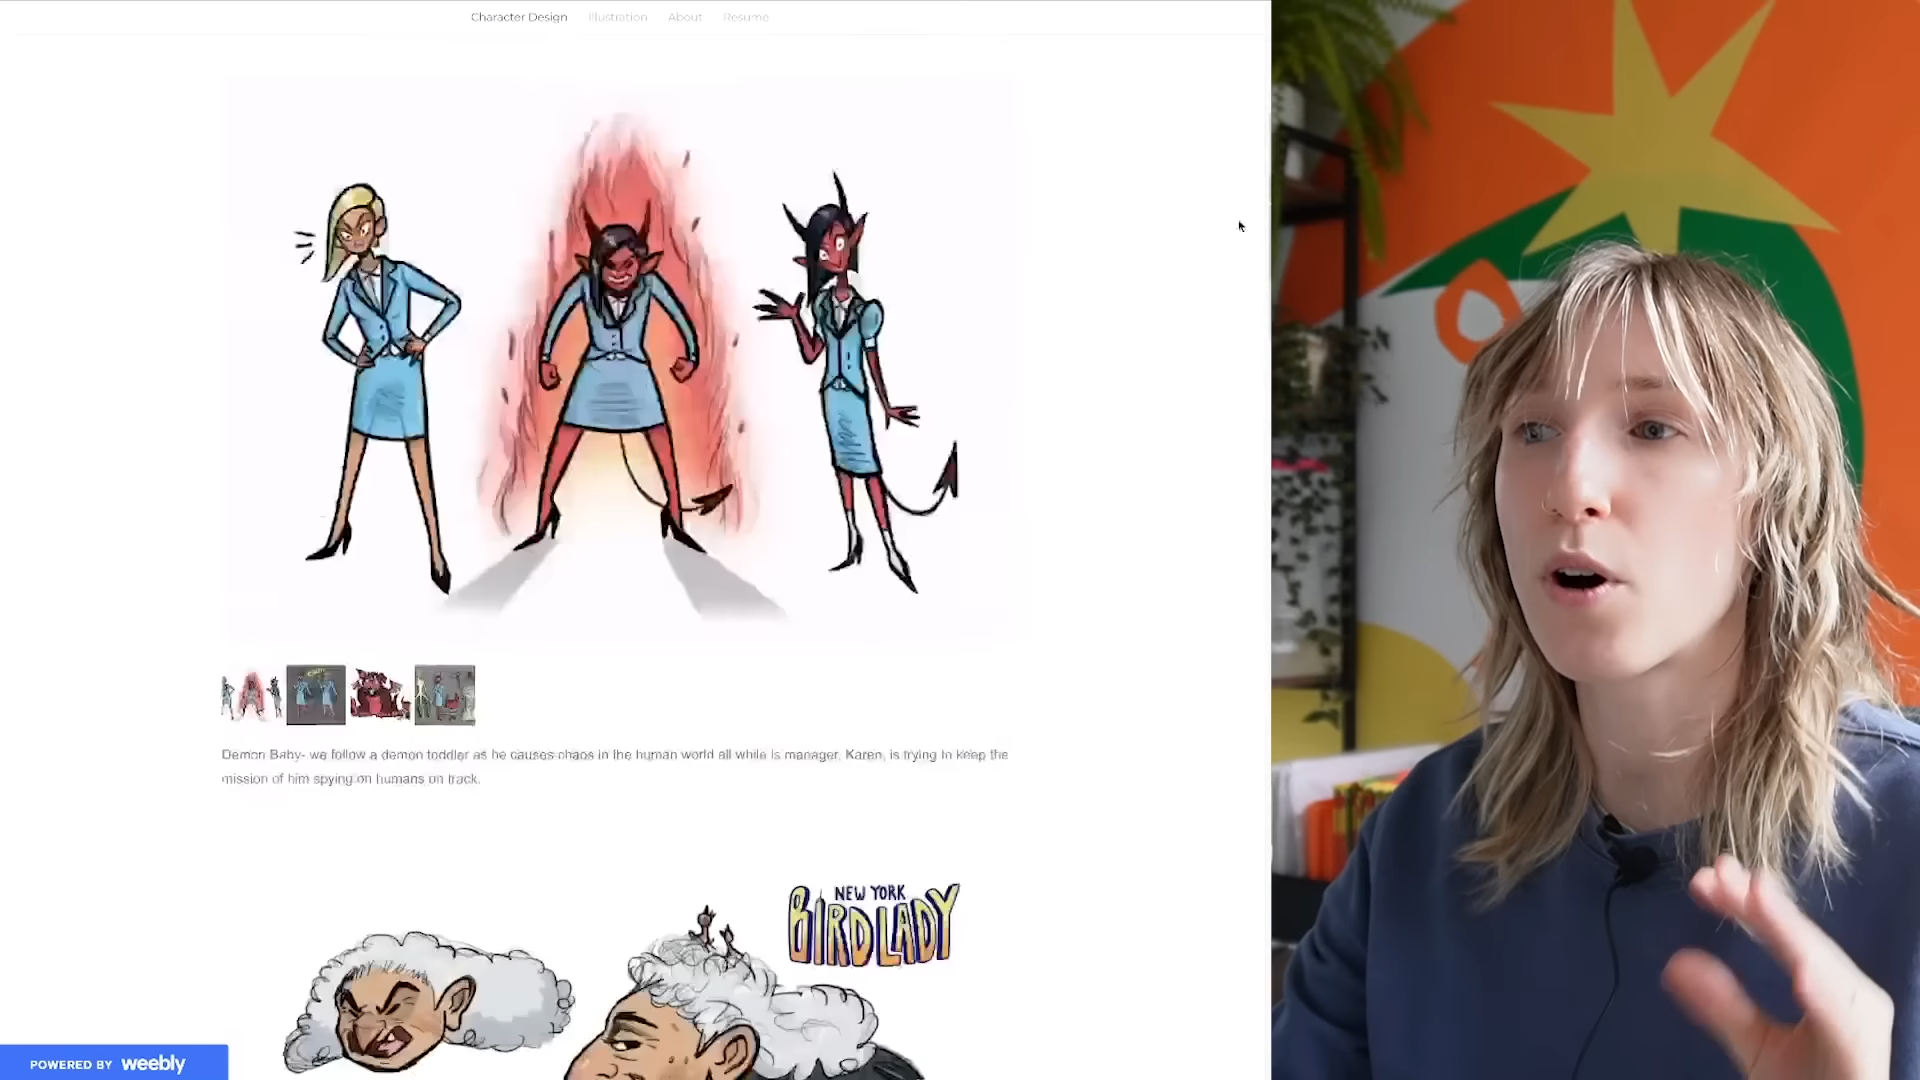 Character Design Illustration About Resume
Demon Baby- we follow a demon toddler as he causes chaos in the human world all while is manager, Karen, is trying to keep the
mission of him spying on humans on track.
NEW YORK
BIRD LADY
POWERED BY weebly